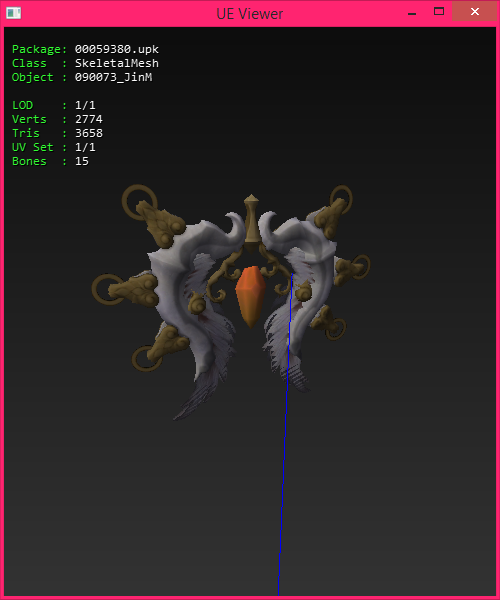 UE Viewer
Package: 00059380.upk
Class : SkeletalMesh
Object : 090073_JinM
LOD : 1/1
Verts : 2774
Tris : 3658
UV Set : 1/1
Bones : 15